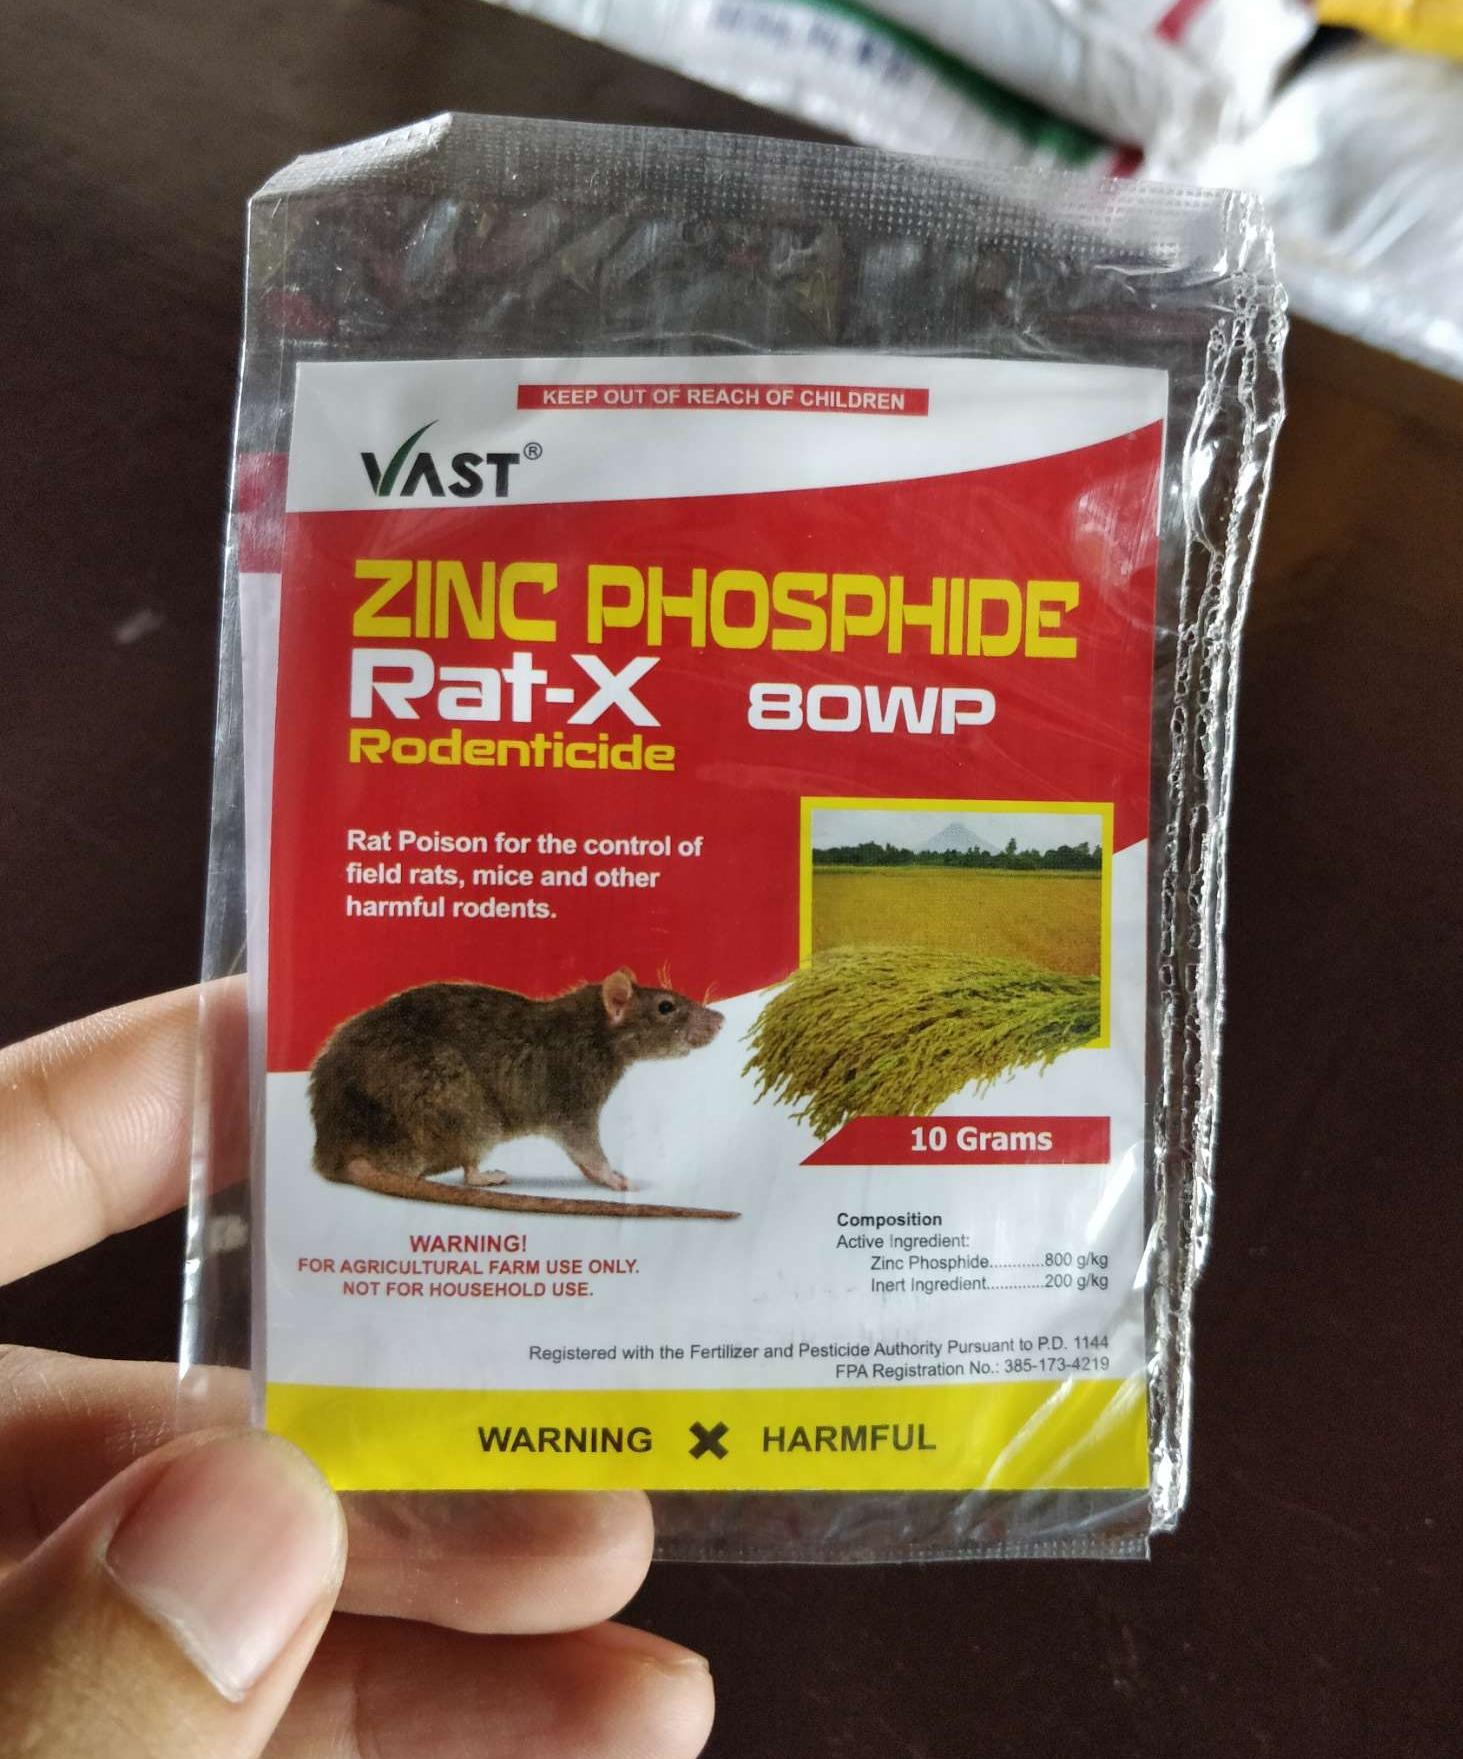 KEEP OUT OF REACH OF CHILDREN
VAST®
ZINC PHOSPHIDE
Rat-X 80WP
Rodenticide
Rat Poison for the control of
field rats, mice and other
harmful rodents.
10 Grams
WARNING!
FOR AGRICULTURAL FARM USE ONLY.
NOT FOR HOUSEHOLD USE.
Composition
Active Ingredient:
Zinc Phosphide............800 g/kg
Inert Ingredient............200 g/kg
Registered with the Fertilizer and Pesticide Authority Pursuant to P.D. 1144
FPA Registration No.: 385-173-4219
WARNING HARMFUL